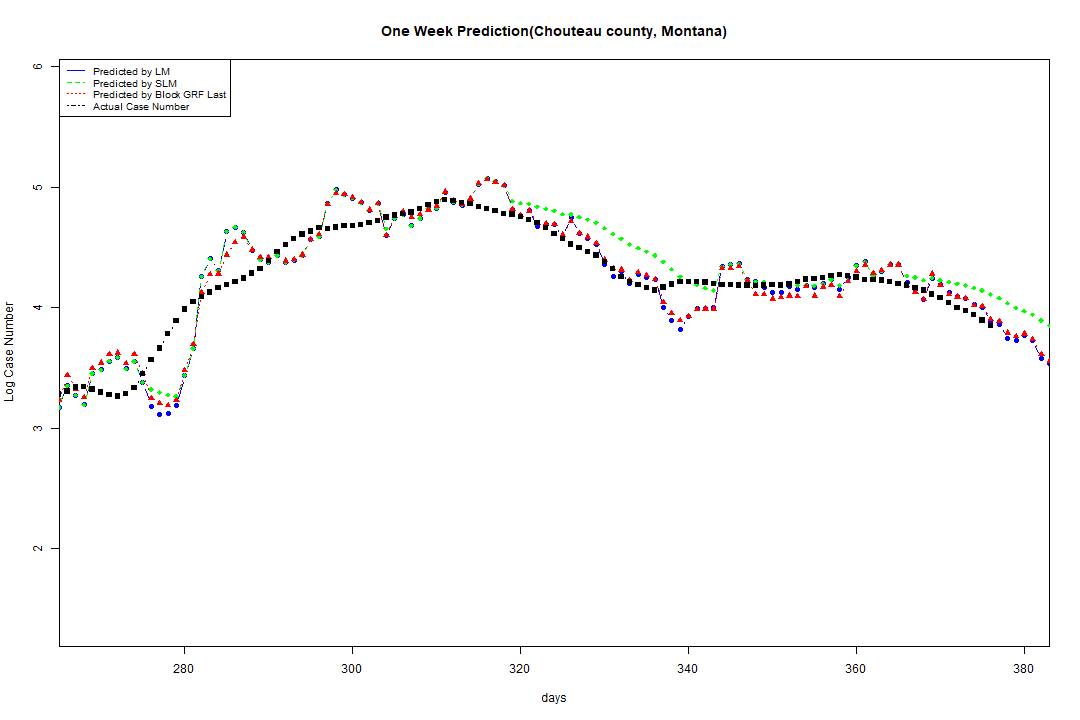 One Week Prediction(Chouteau county, Montana)
Predicted by LM
Predicted by SLM
Predicted by Block GRF Last
Actual Case Number
6
5
4
3
2
Log Case Number
280 300 320 340 360 380
days